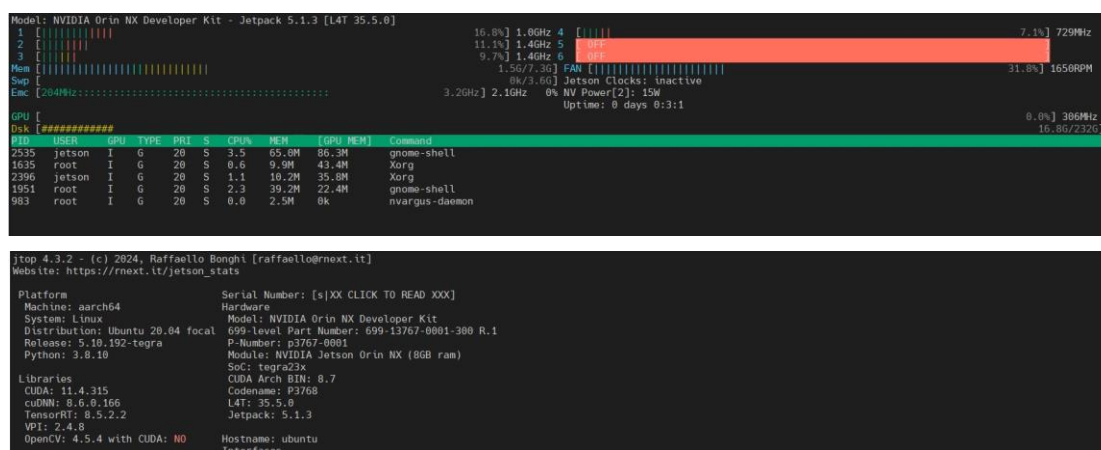 Model: NVIDIA Orin NX Developer Kit - Jetpack 5.1.3 [L4T 35.5.0]
1 [ 16.8%] 1.0GHz 4 [ 7.1%] 729MHz
2 [ 11.1%] 1.4GHz 5 [ OFF ]
3 [ 9.7%] 1.4GHz 6 [ OFF ]
Mem [ 1.5G/7.3G] FAN [ 31.8%] 1650RPM
Swp [ 0k/3.6G] Jetson Clocks: inactive
Emc [204MHz 3.2GHz] 2.1GHz 0% NV Power[2]: 15W
Uptime: 0 days 0:3:1
GPU [ 0.0%] 306MHz
Dsk [############ 16.8G/232G]
PID USER GPU TYPE PRI S CPU% MEM [GPU MEM] Command
2535 jetson I G 20 S 3.5 65.0M 86.3M gnome-shell
1635 root I G 20 S 0.6 9.9M 43.4M Xorg
2396 jetson I G 20 S 1.1 10.2M 35.8M Xorg
1951 root I G 20 S 2.3 39.2M 22.4M gnome-shell
983 root I G 20 S 0.0 2.5M 0k nvargus-daemon
jtop 4.3.2 - (c) 2024, Raffaello Bonghi [raffaello@rnext.it]
Website: https://rnext.it/jetson_stats
Platform
Machine: aarch64
System: Linux
Distribution: Ubuntu 20.04 focal
Release: 5.10.192-tegra
Python: 3.8.10
Libraries
CUDA: 11.4.315
cuDNN: 8.6.0.166
TensorRT: 8.5.2.2
VPI: 2.4.8
OpenCV: 4.5.4 with CUDA: NO
Serial Number: [s|XX CLICK TO READ XXX]
Hardware
Model: NVIDIA Orin NX Developer Kit
699-level Part Number: 699-13767-0001-300 R.1
P-Number: p3767-0001
Module: NVIDIA Jetson Orin NX (8GB ram)
SoC: tegra23x
CUDA Arch BIN: 8.7
Codename: P3768
L4T: 35.5.0
Jetpack: 5.1.3
Hostname: ubuntu